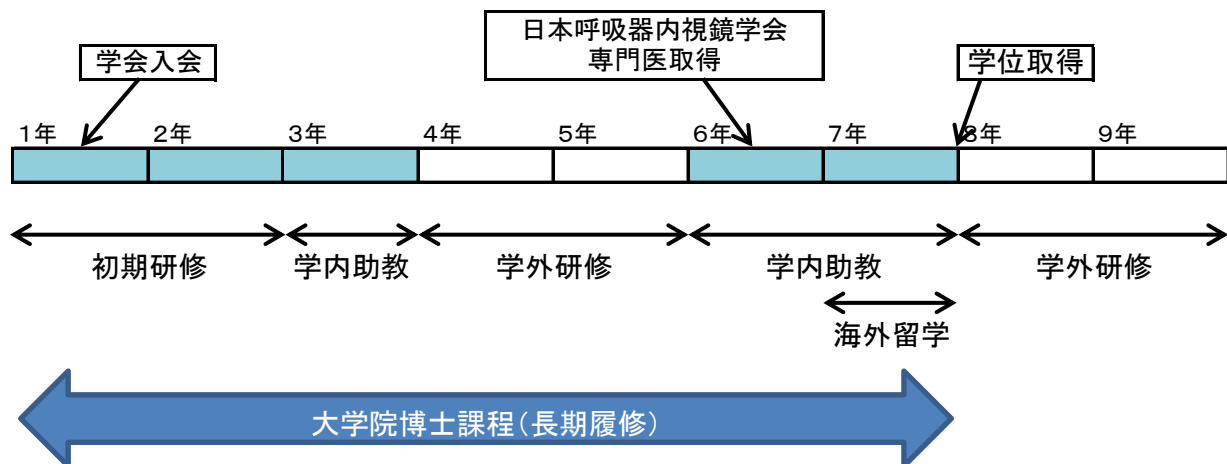 学会入会
日本呼吸器内視鏡学会
専門医取得
学位取得
1年 2年 3年 4年 5年 6年 7年 8年 9年
初期研修 学内助教 学外研修 学内助教 学外研修
海外留学
大学院博士課程(長期履修)